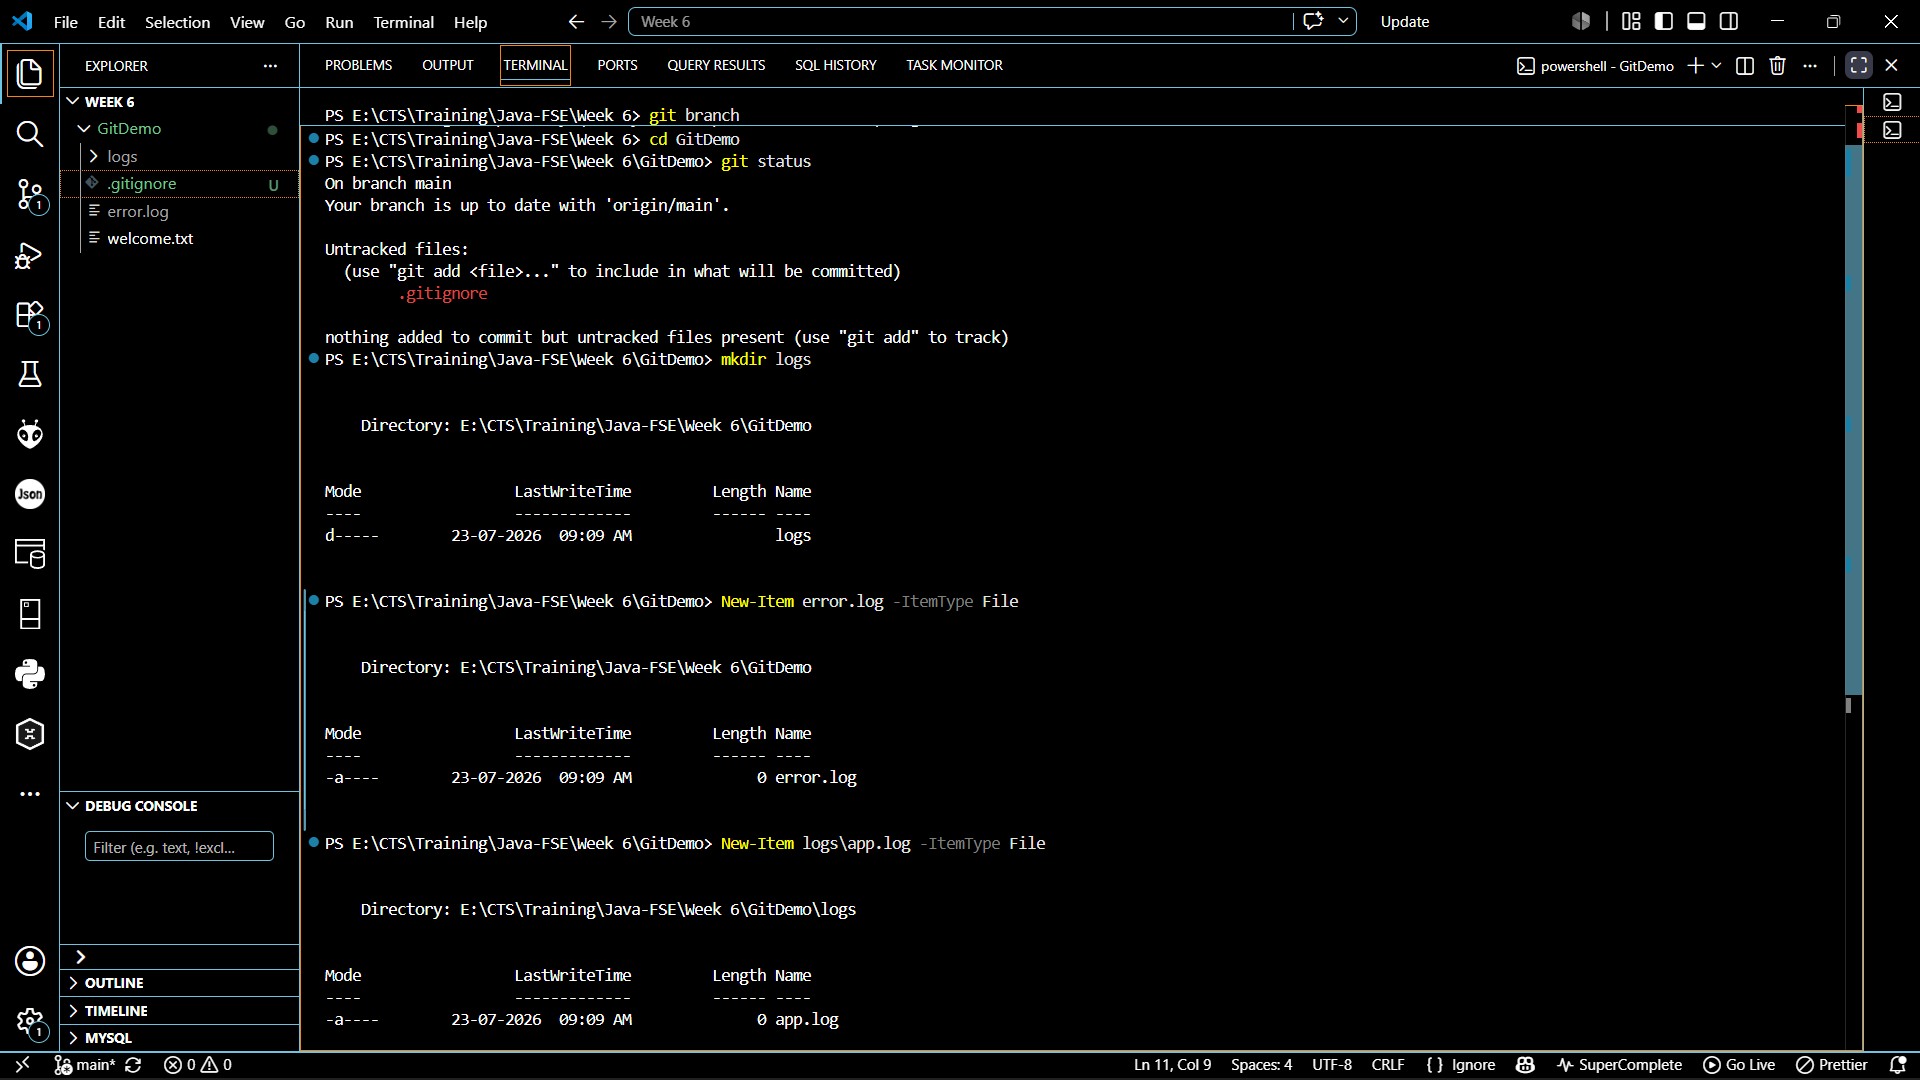 File Edit Selection View Go Run Terminal Help
Week 6
Update
EXPLORER
WEEK 6
GitDemo
logs
.gitignore U
error.log
welcome.txt
DEBUG CONSOLE
Filter (e.g. text, !excl...
OUTLINE
TIMELINE
MYSQL
1
1
Json
1
PROBLEMS OUTPUT TERMINAL PORTS QUERY RESULTS SQL HISTORY TASK MONITOR
powershell - GitDemo
PS E:\CTS\Training\Java-FSE\Week 6> git branch
PS E:\CTS\Training\Java-FSE\Week 6> cd GitDemo
PS E:\CTS\Training\Java-FSE\Week 6\GitDemo> git status
On branch main
Your branch is up to date with 'origin/main'.
Untracked files:
(use "git add <file>..." to include in what will be committed)
.gitignore
nothing added to commit but untracked files present (use "git add" to track)
PS E:\CTS\Training\Java-FSE\Week 6\GitDemo> mkdir logs
Directory: E:\CTS\Training\Java-FSE\Week 6\GitDemo
Mode LastWriteTime Length Name
---- ------------- ------ ----
d----- 23-07-2026 09:09 AM logs
PS E:\CTS\Training\Java-FSE\Week 6\GitDemo> New-Item error.log -ItemType File
Directory: E:\CTS\Training\Java-FSE\Week 6\GitDemo
Mode LastWriteTime Length Name
---- ------------- ------ ----
-a---- 23-07-2026 09:09 AM 0 error.log
PS E:\CTS\Training\Java-FSE\Week 6\GitDemo> New-Item logs\app.log -ItemType File
Directory: E:\CTS\Training\Java-FSE\Week 6\GitDemo\logs
Mode LastWriteTime Length Name
---- ------------- ------ ----
-a---- 23-07-2026 09:09 AM 0 app.log
main* 0 0
Ln 11, Col 9 Spaces: 4 UTF-8 CRLF { } Ignore SuperComplete Go Live Prettier